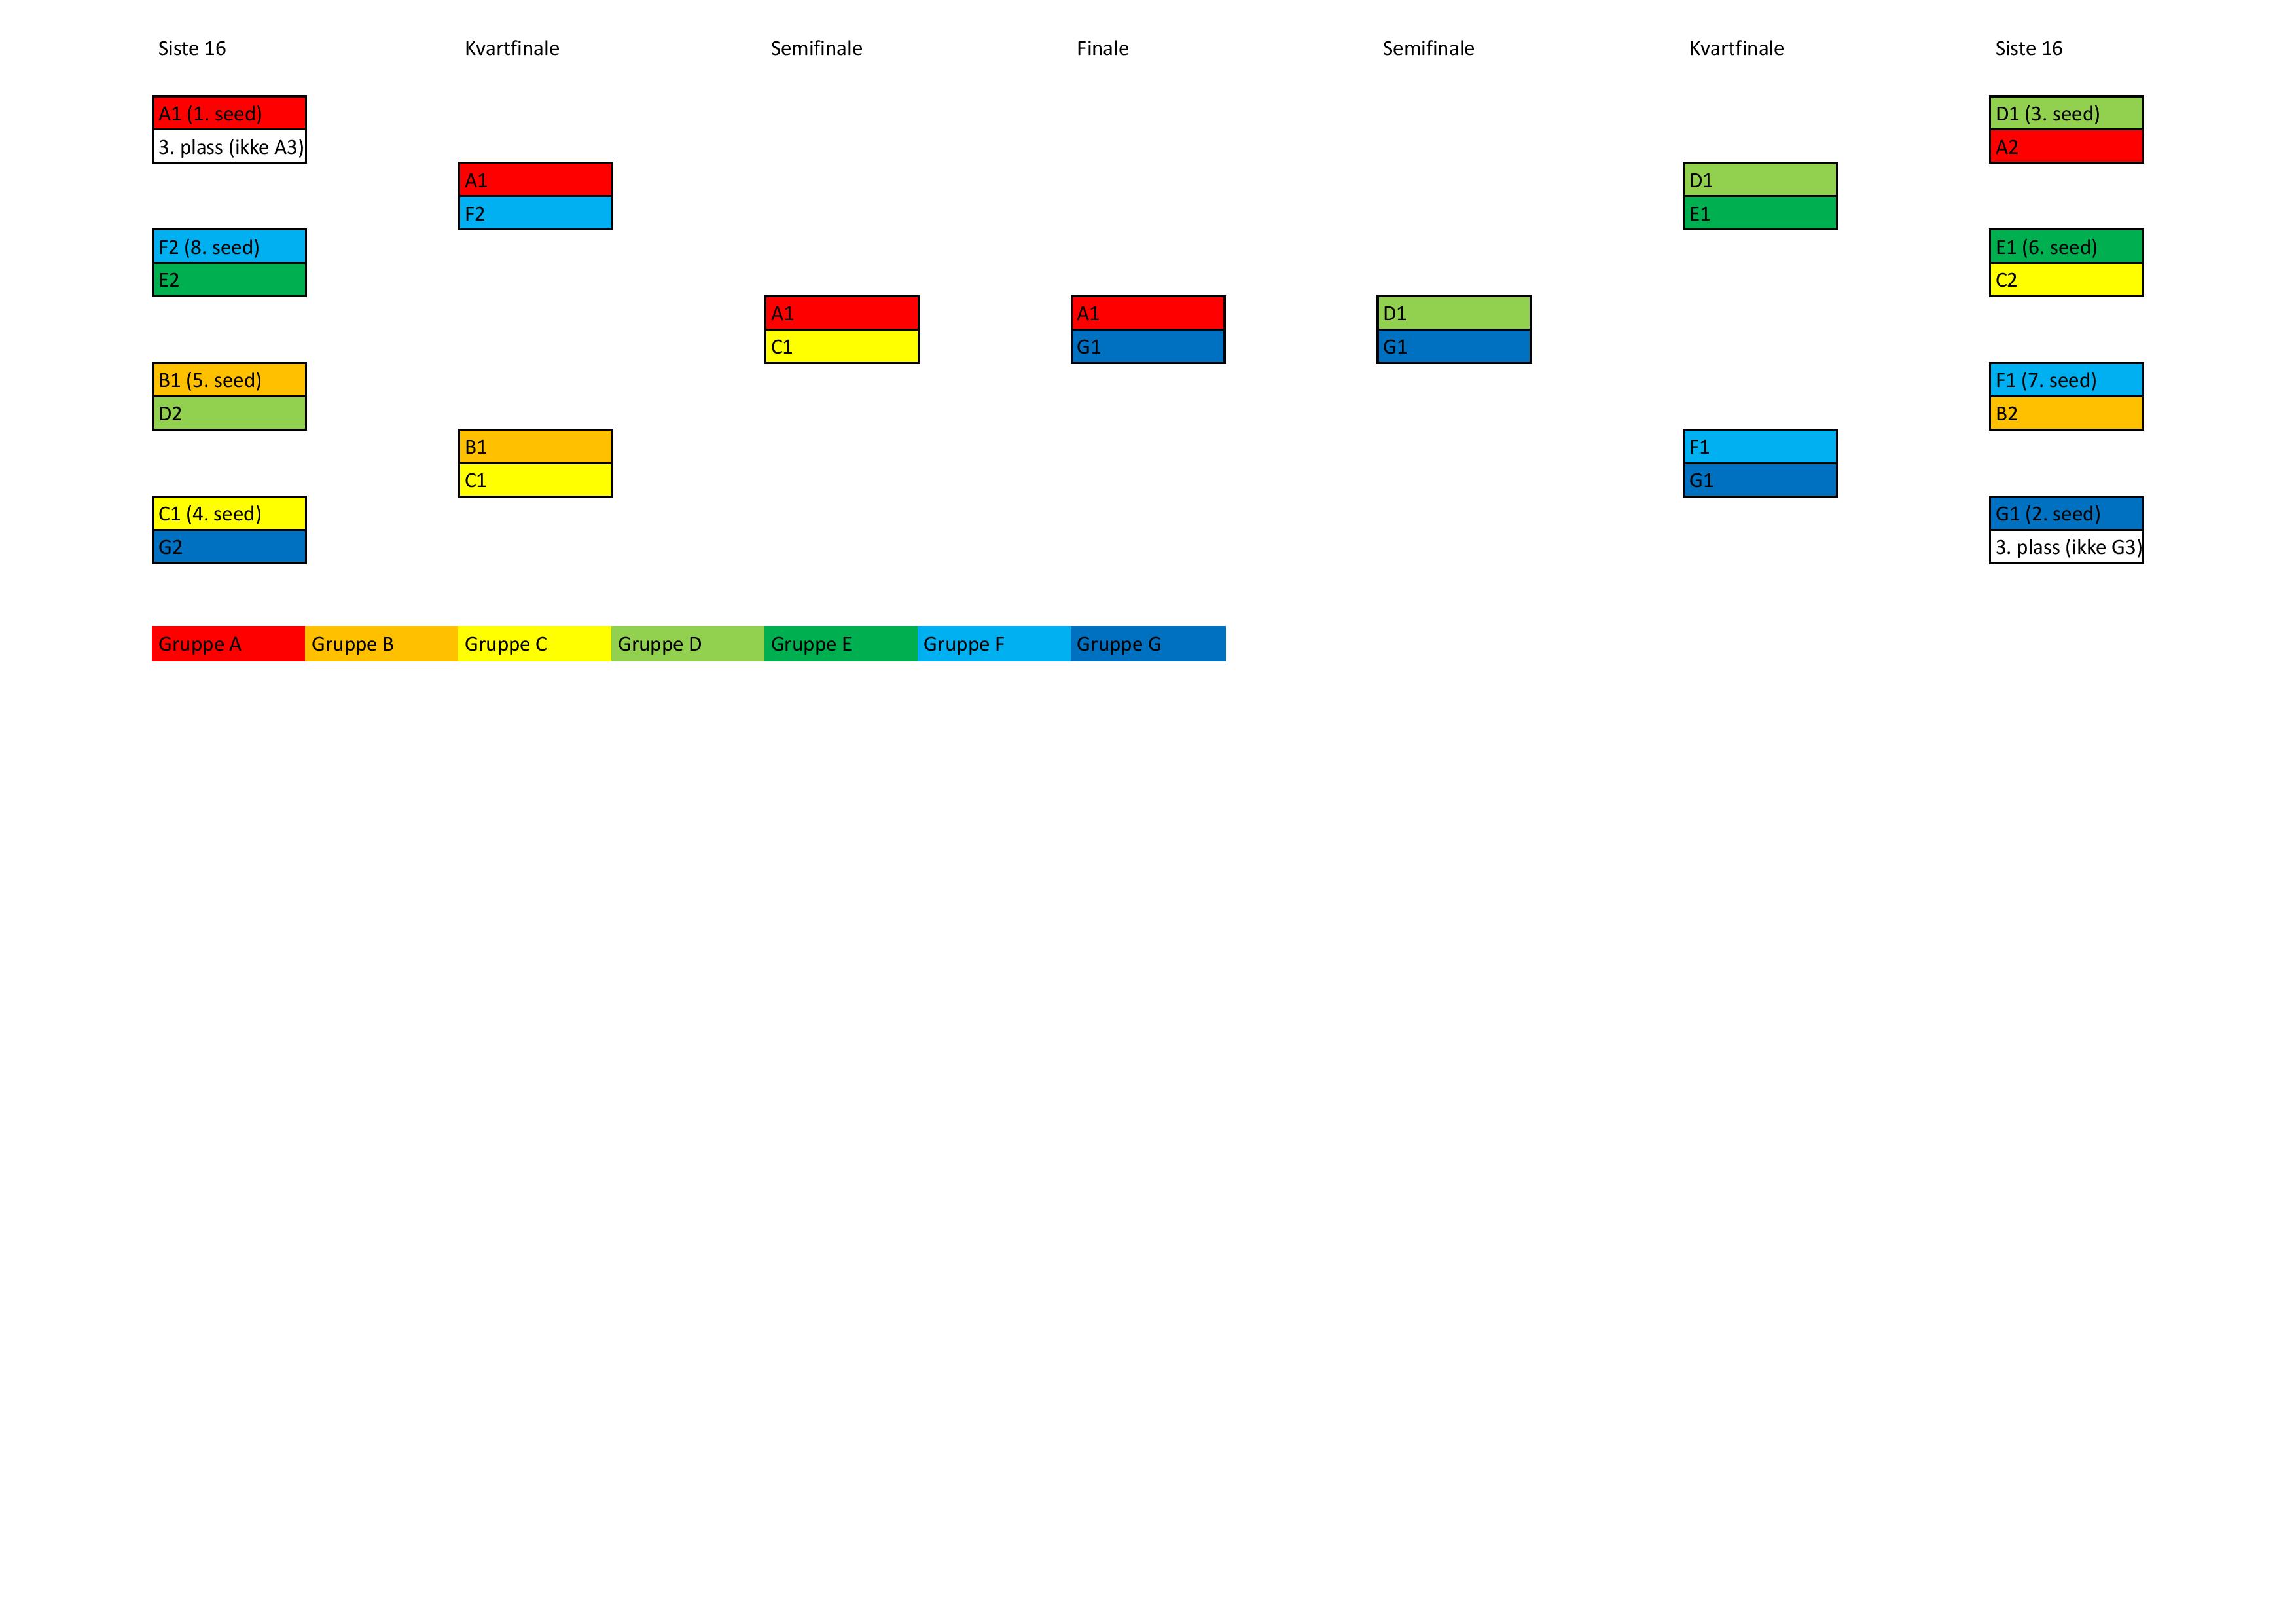 Siste 16 Kvartfinale Semifinale Finale Semifinale Kvartfinale Siste 16
A1 (1. seed) D1 (3. seed)
3. plass (ikke A3) A2
A1 D1
F2 E1
F2 (8. seed) E1 (6. seed)
E2 C2
A1 A1 D1
C1 G1 G1
B1 (5. seed) F1 (7. seed)
D2 B2
B1 F1
C1 G1
C1 (4. seed) G1 (2. seed)
G2 3. plass (ikke G3)
Gruppe A Gruppe B Gruppe C Gruppe D Gruppe E Gruppe F Gruppe G